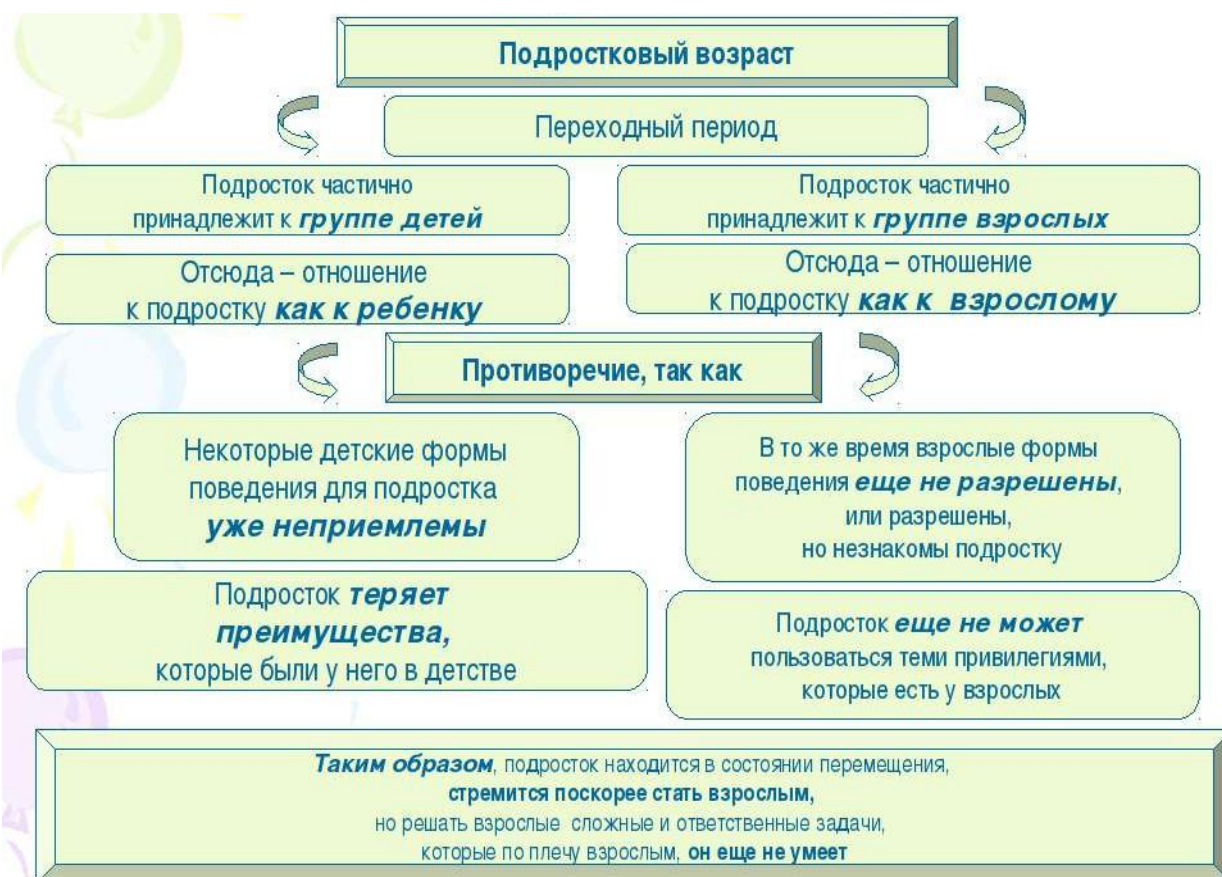 Подростковый возраст
Переходный период
Подросток частично
принадлежит к группе детей
Подросток частично
принадлежит к группе взрослых
Отсюда – отношение
к подростку как к ребенку
Отсюда – отношение
к подростку как к взрослому
Противоречие, так как
Некоторые детские формы
поведения для подростка
уже неприемлемы
В то же время взрослые формы
поведения еще не разрешены,
или разрешены,
но незнакомы подростку
Подросток теряет
преимущества,
которые были у него в детстве
Подросток еще не может
пользоваться теми привилегиями,
которые есть у взрослых
Таким образом, подросток находится в состоянии перемещения,
стремится поскорее стать взрослым,
но решать взрослые сложные и ответственные задачи,
которые по плечу взрослым, он еще не умеет